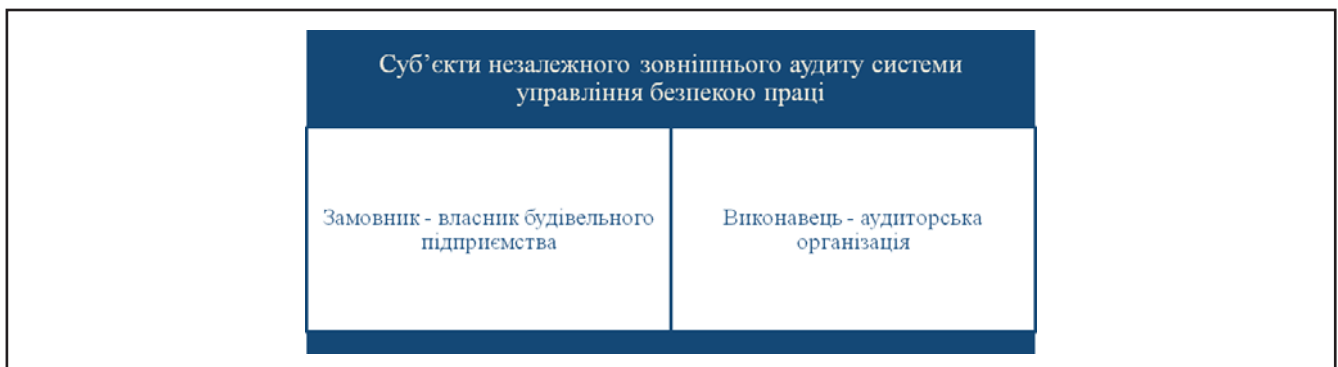 Суб’єкти незалежного зовнішнього аудиту системи
управління безпекою праці
Замовник - власник будівельного
підприємства
Виконавець - аудиторська
організація